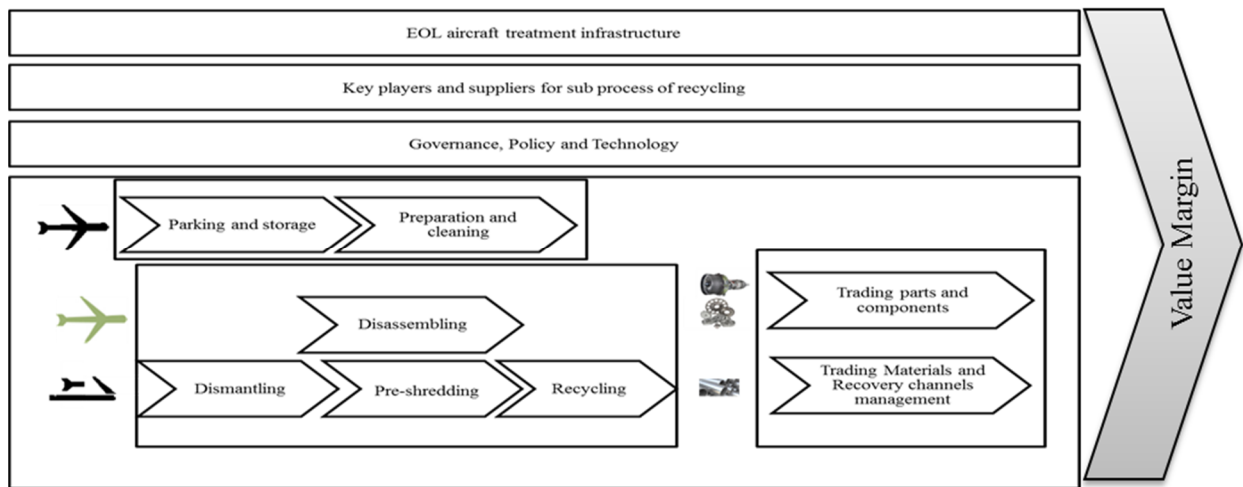 EOL aircraft treatment infrastructure
Key players and suppliers for sub process of recycling
Governance, Policy and Technology
Parking and storage
Preparation and
cleaning
Disassembling
Dismantling
Pre-shredding
Recycling
Trading parts and
components
Trading Materials and
Recovery channels
management
Value Margin